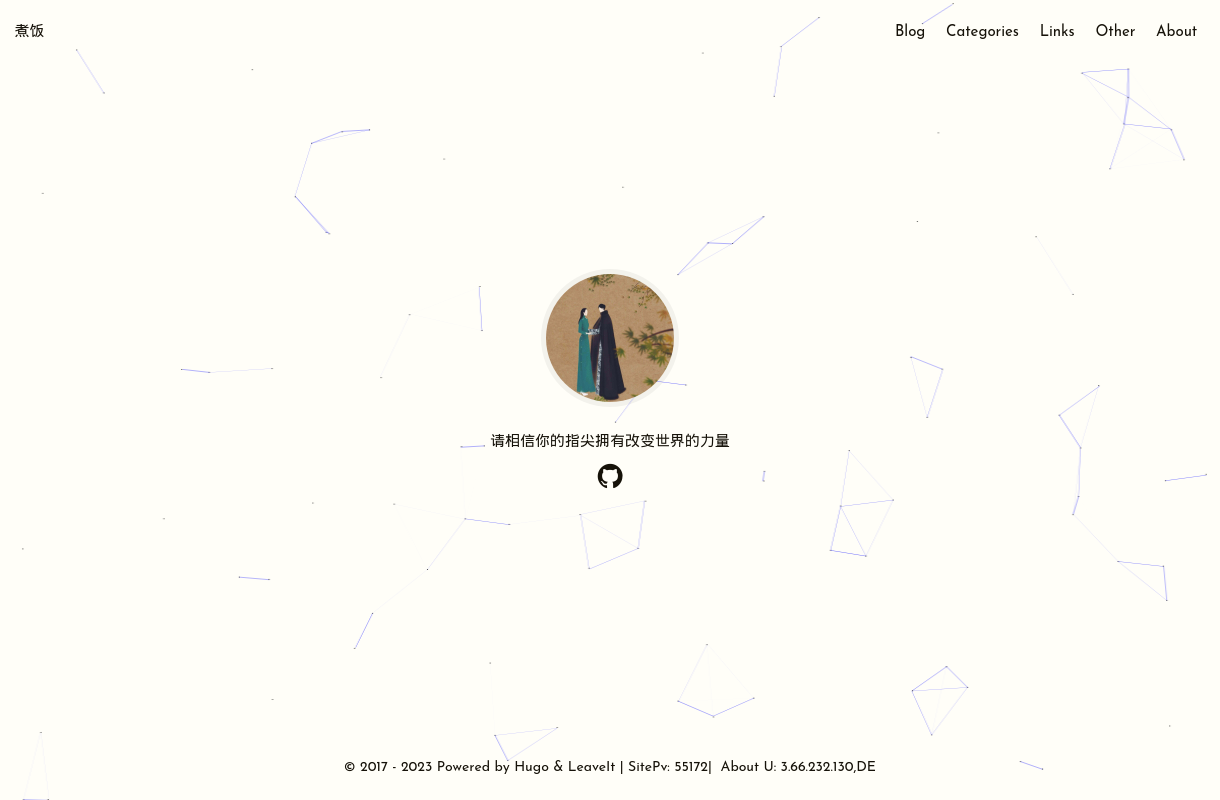 煮饭
Blog Categories Links Other About
请相信你的指尖拥有改变世界的力量
© 2017 - 2023 Powered by Hugo & LeaveIt | SitePv: 55172| About U: 3.66.232.130,DE